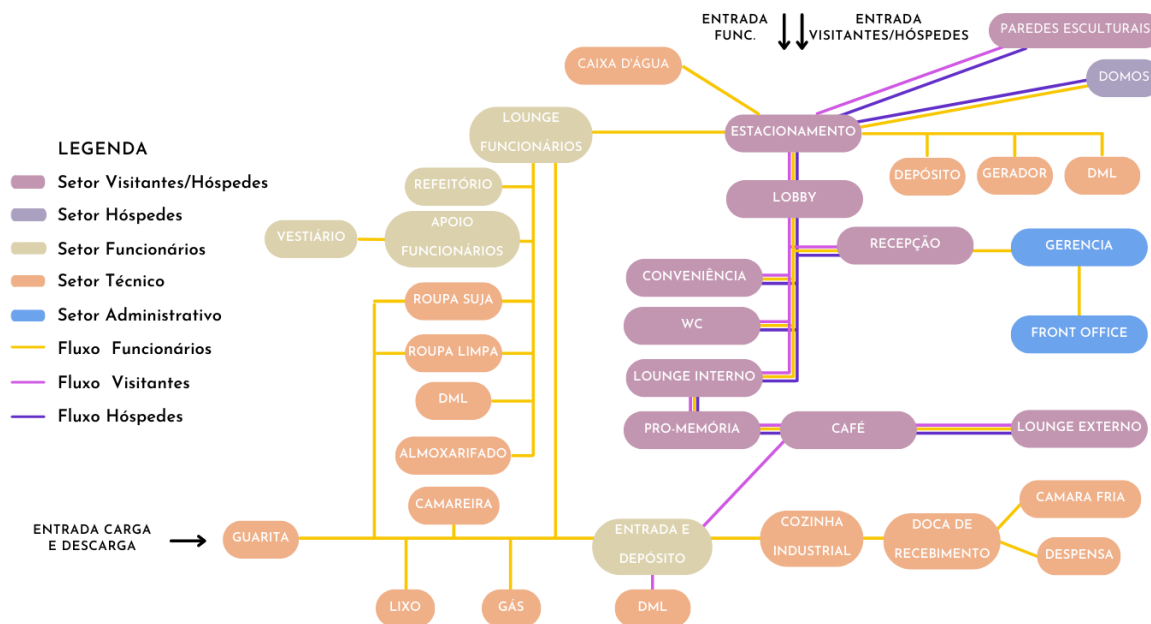 ENTRADA
FUNC.
ENTRADA
VISITANTES/HÓSPEDES
PAREDES ESCULTURAIS
CAIXA D'ÁGUA
DOMOS
LOUNGE
FUNCIONÁRIOS
ESTACIONAMENTO
LEGENDA
Setor Visitantes/Hóspedes
Setor Hóspedes
Setor Funcionários
Setor Técnico
Setor Administrativo
Fluxo Funcionários
Fluxo Visitantes
Fluxo Hóspedes
DEPÓSITO
GERADOR
DML
REFEITÓRIO
LOBBY
VESTIÁRIO
APOIO
FUNCIONÁRIOS
RECEPÇÃO
GERENCIA
CONVENIÊNCIA
ROUPA SUJA
WC
FRONT OFFICE
ROUPA LIMPA
LOUNGE INTERNO
DML
PRO-MEMÓRIA
CAFÉ
LOUNGE EXTERNO
ALMOXARIFADO
CAMAREIRA
CAMARA FRIA
ENTRADA CARGA
E DESCARGA
GUARITA
ENTRADA E
DEPÓSITO
COZINHA
INDUSTRIAL
DOCA DE
RECEBIMENTO
DESPENSA
LIXO
GÁS
DML